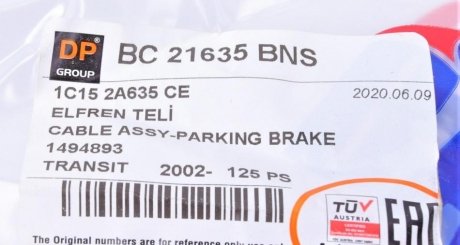 DP
GROUP
BC 21635 BNS
1C15 2A635 CE
2020.06.09
ELFREN TELİ
CABLE ASSY-PARKING BRAKE
1494893
TRANSIT 2002- 125 PS
TÜV
AUSTRIA
EAC
The Original numbers are for reference only